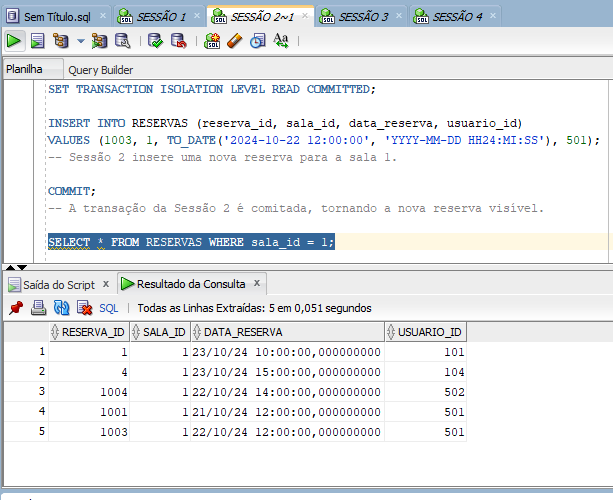 Sem Título.sql SESSÃO 1 SESSÃO 2~1 SESSÃO 3 SESSÃO 4
Planilha Query Builder
SET TRANSACTION ISOLATION LEVEL READ COMMITTED;
INSERT INTO RESERVAS (reserva_id, sala_id, data_reserva, usuario_id)
VALUES (1003, 1, TO_DATE('2024-10-22 12:00:00', 'YYYY-MM-DD HH24:MI:SS'), 501);
-- Sessão 2 insere uma nova reserva para a sala 1.
COMMIT;
-- A transação da Sessão 2 é comitada, tornando a nova reserva visível.
SELECT * FROM RESERVAS WHERE sala_id = 1;
Saída do Script x Resultado da Consulta x
SQL Todas as Linhas Extraídas: 5 em 0,051 segundos
RESERVA_ID SALA_ID DATA_RESERVA USUARIO_ID
1 1 1 23/10/24 10:00:00,000000000 101
2 4 1 23/10/24 15:00:00,000000000 104
3 1004 1 22/10/24 14:00:00,000000000 502
4 1001 1 21/10/24 12:00:00,000000000 501
5 1003 1 22/10/24 12:00:00,000000000 501